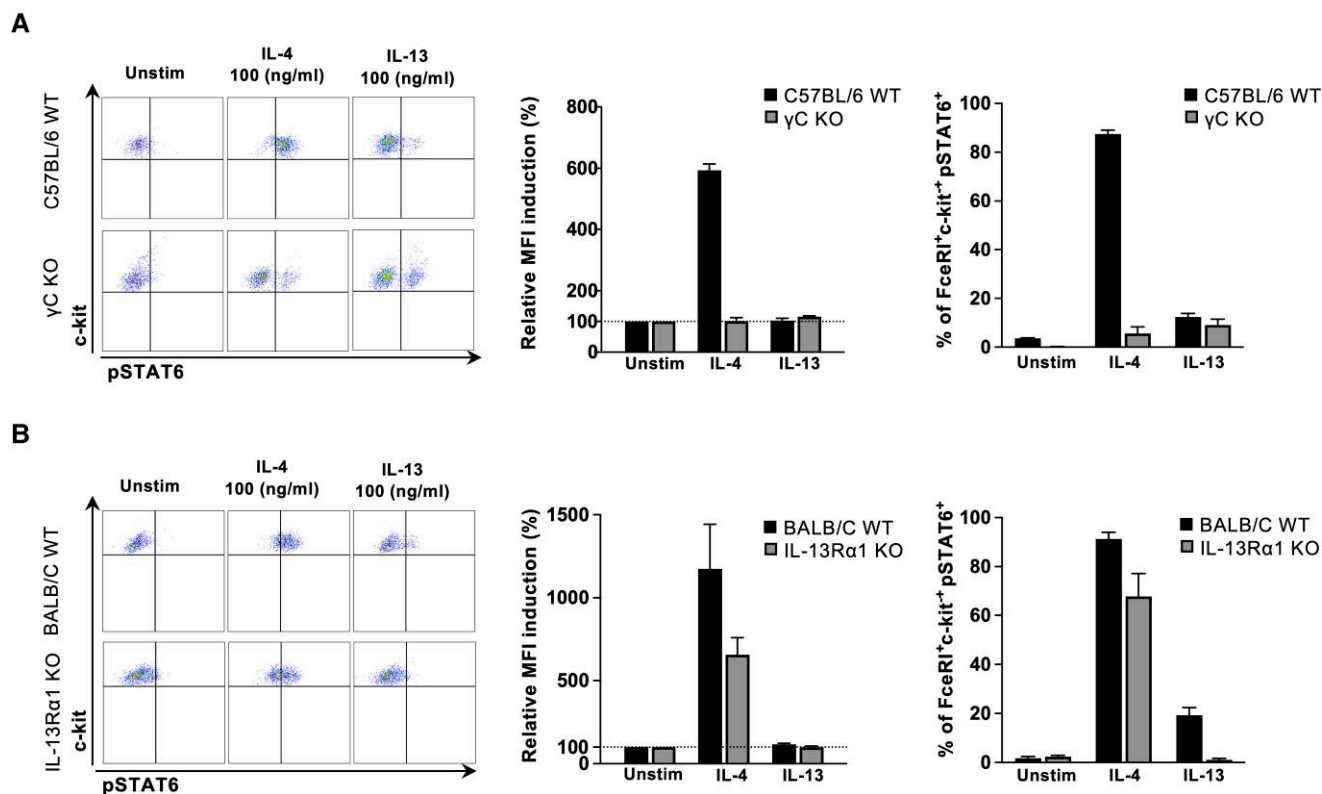 A
Unstim
IL-4
100 (ng/ml)
IL-13
100 (ng/ml)
C57BL/6 WT
γC KO
c-kit
pSTAT6
Relative MFI induction (%)
800
600
400
200
100
0
Unstim
IL-4
IL-13
C57BL/6 WT
γC KO
% of FceRI⁺c-kit⁻⁺ pSTAT6⁺
100
80
60
40
20
0
Unstim
IL-4
IL-13
C57BL/6 WT
γC KO
B
Unstim
IL-4
100 (ng/ml)
IL-13
100 (ng/ml)
BALB/C WT
IL-13Rα1 KO
c-kit
pSTAT6
Relative MFI induction (%)
1500
1000
500
100
0
Unstim
IL-4
IL-13
BALB/C WT
IL-13Rα1 KO
% of FceRI⁺c-kit⁻⁺ pSTAT6⁺
100
80
60
40
20
0
Unstim
IL-4
IL-13
BALB/C WT
IL-13Rα1 KO